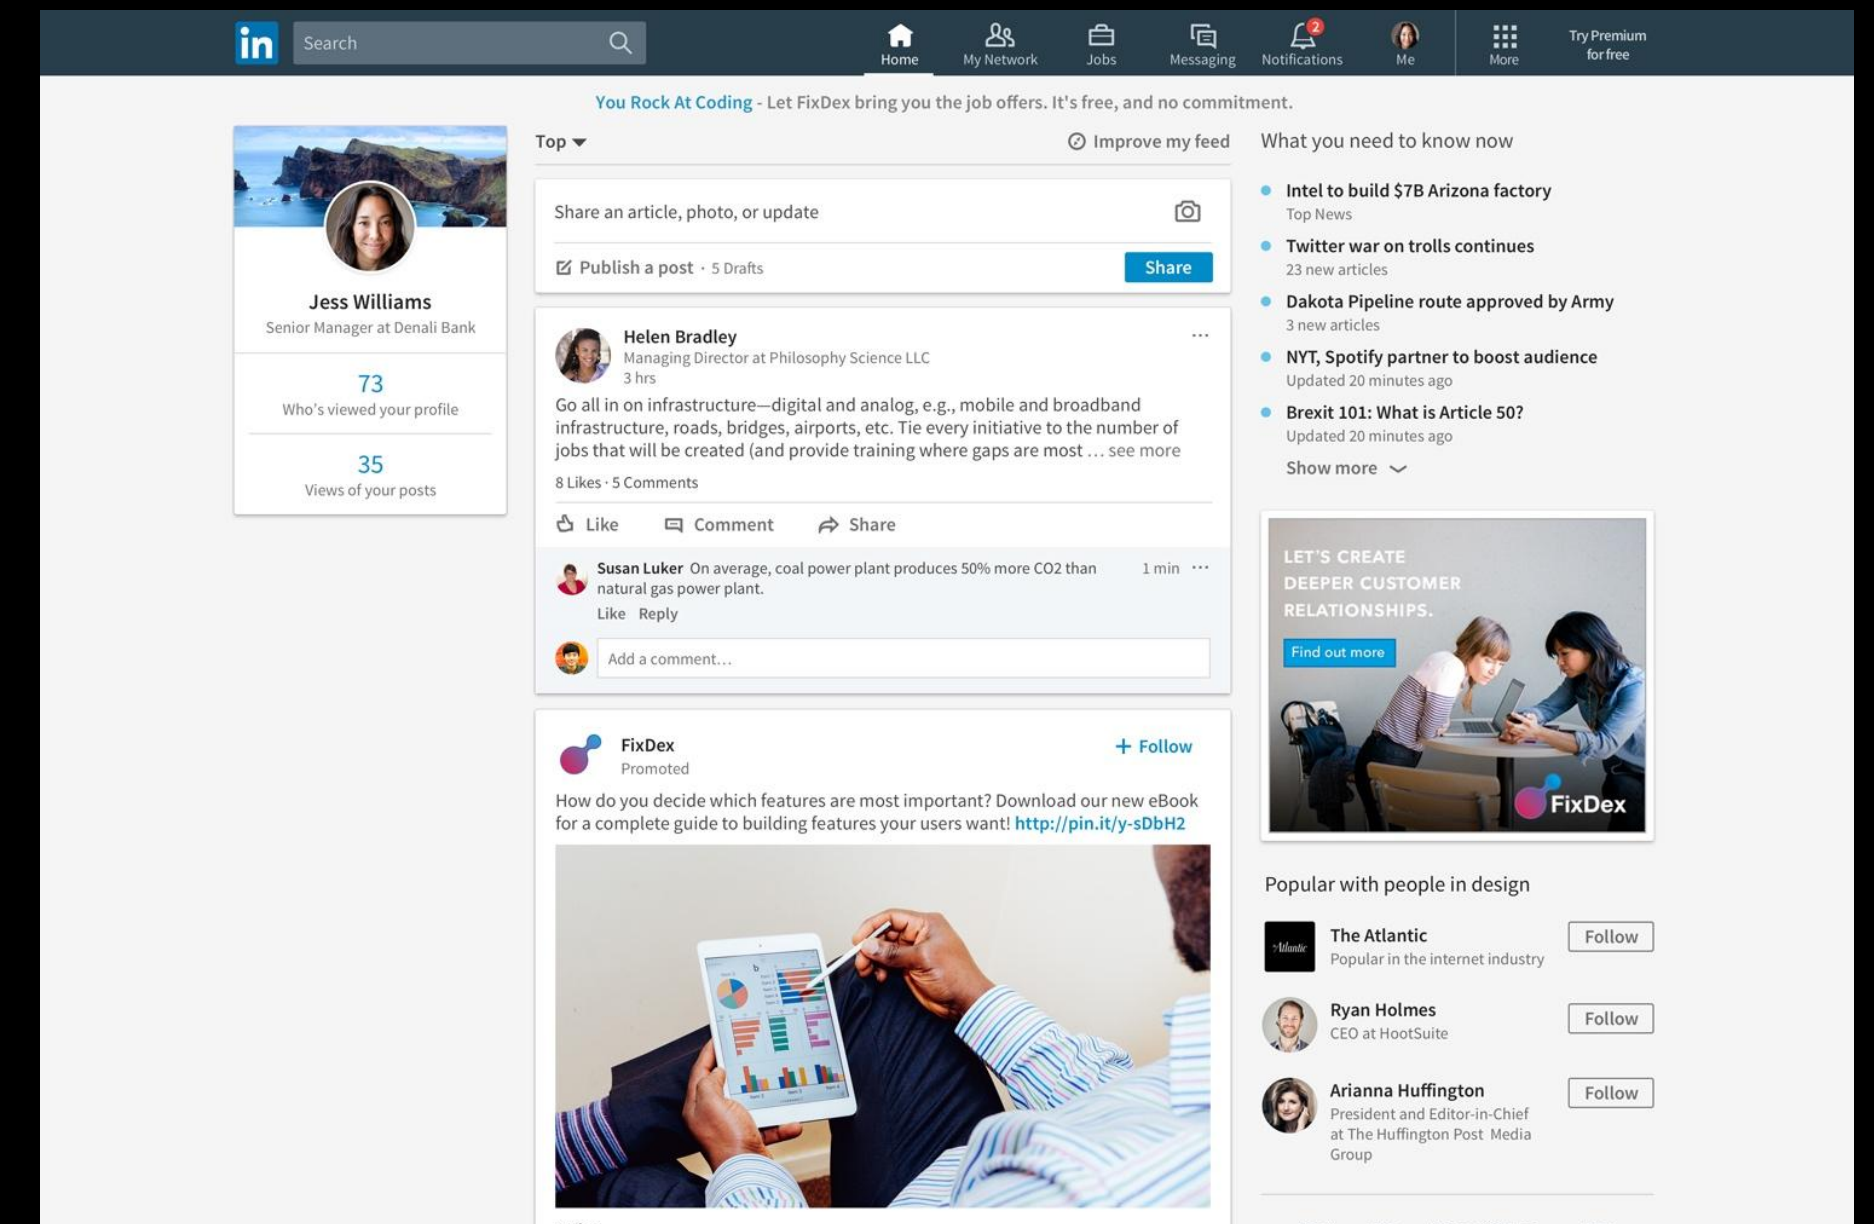 in
Search
Home
My Network
Jobs
Messaging
2
Notifications
Me
More
Try Premium
for free
You Rock At Coding - Let FixDex bring you the job offers. It's free, and no commitment.
Jess Williams
Senior Manager at Denali Bank
73
Who's viewed your profile
35
Views of your posts
Top
Improve my feed
Share an article, photo, or update
Publish a post · 5 Drafts
Share
Helen Bradley
Managing Director at Philosophy Science LLC
3 hrs
Go all in on infrastructure—digital and analog, e.g., mobile and broadband
infrastructure, roads, bridges, airports, etc. Tie every initiative to the number of
jobs that will be created (and provide training where gaps are most … see more
8 Likes · 5 Comments
Like
Comment
Share
Susan Luker On average, coal power plant produces 50% more CO2 than
natural gas power plant.
1 min
Like Reply
Add a comment…
FixDex
Promoted
+ Follow
How do you decide which features are most important? Download our new eBook
for a complete guide to building features your users want! http://pin.it/y-sDbH2
b
What you need to know now
Intel to build $7B Arizona factory
Top News
Twitter war on trolls continues
23 new articles
Dakota Pipeline route approved by Army
3 new articles
NYT, Spotify partner to boost audience
Updated 20 minutes ago
Brexit 101: What is Article 50?
Updated 20 minutes ago
Show more
LET'S CREATE
DEEPER CUSTOMER
RELATIONSHIPS.
Find out more
FixDex
Popular with people in design
Atlantic
The Atlantic
Popular in the internet industry
Follow
Ryan Holmes
CEO at HootSuite
Follow
Arianna Huffington
President and Editor-in-Chief
at The Huffington Post Media
Group
Follow